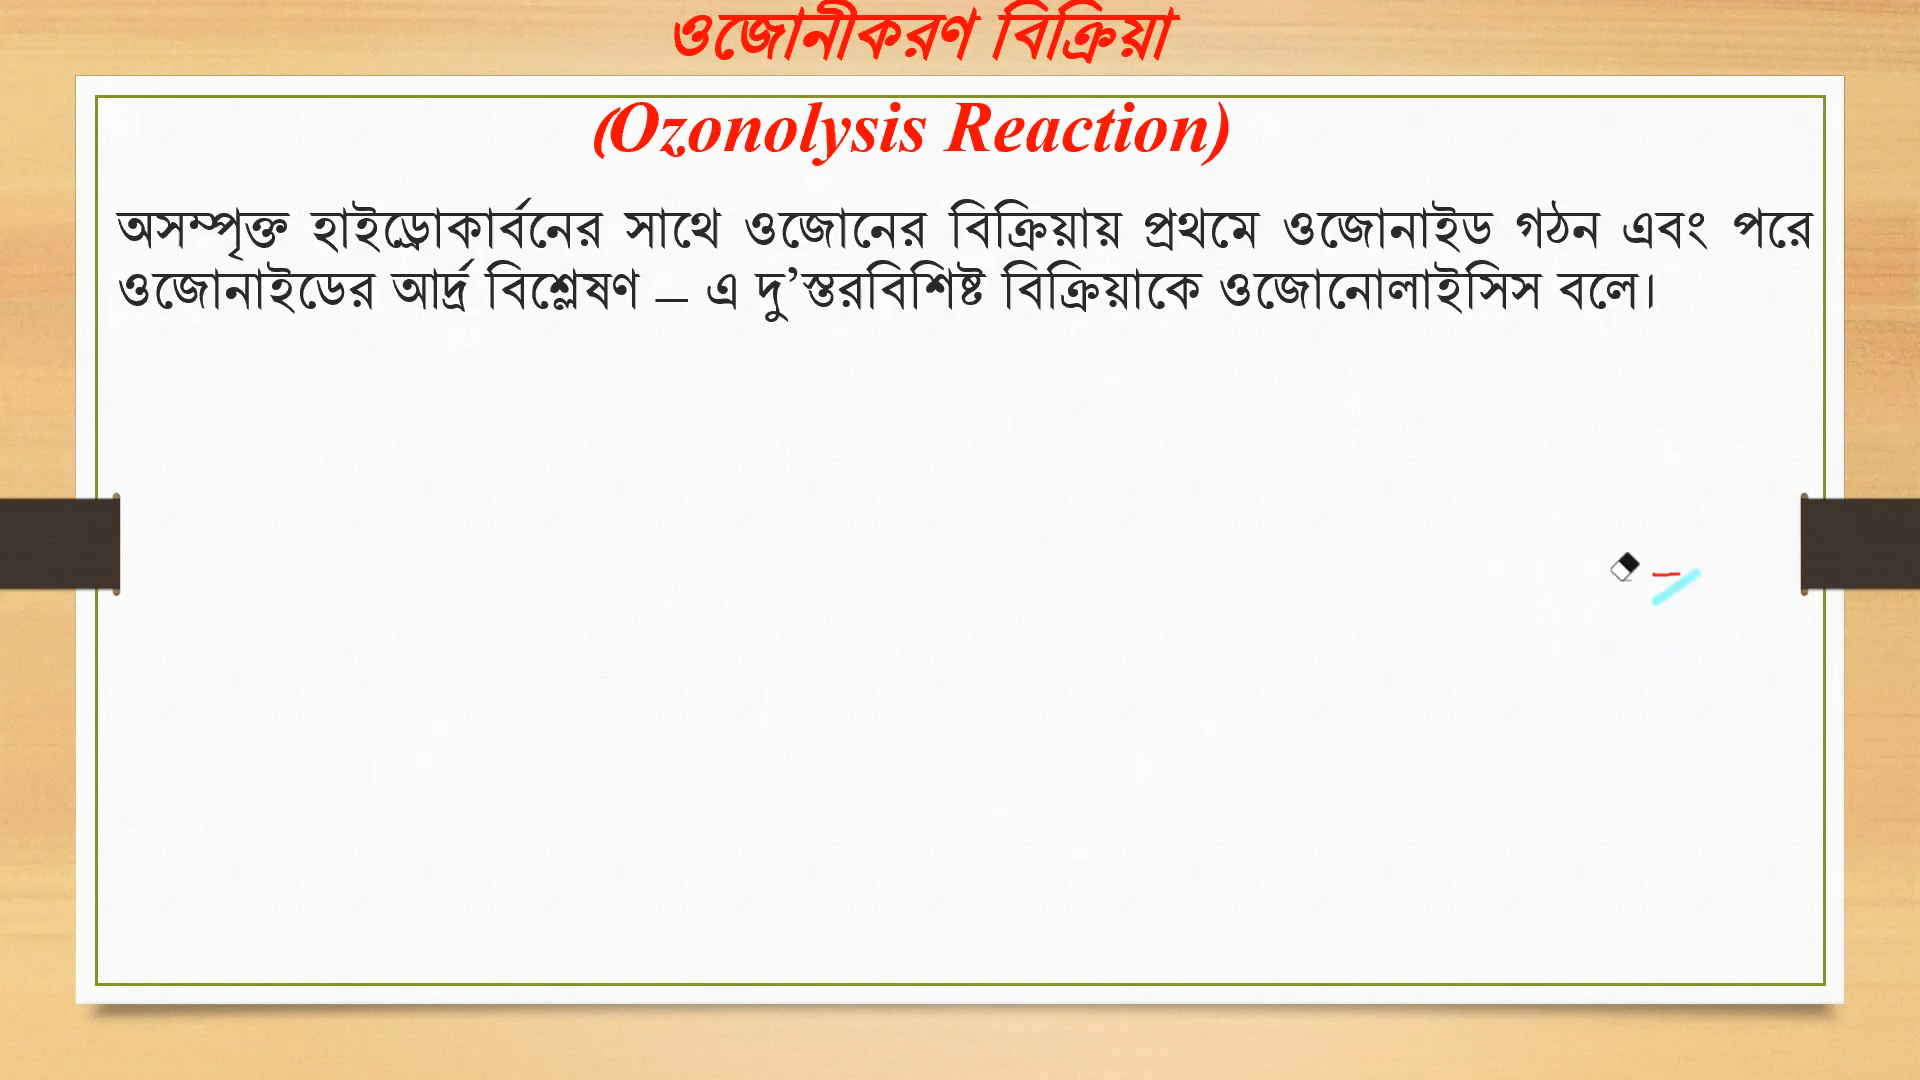 ওজোনীকরণ বিক্রিয়া
(Ozonolysis Reaction)
অসম্পৃক্ত হাইড্রোকার্বনের সাথে ওজোনের বিক্রিয়ায় প্রথমে ওজোনাইড গঠন এবং পরে
ওজোনাইডের আর্দ্র বিশ্লেষণ – এ দু’স্তরবিশিষ্ট বিক্রিয়াকে ওজোনোলাইসিস বলে।